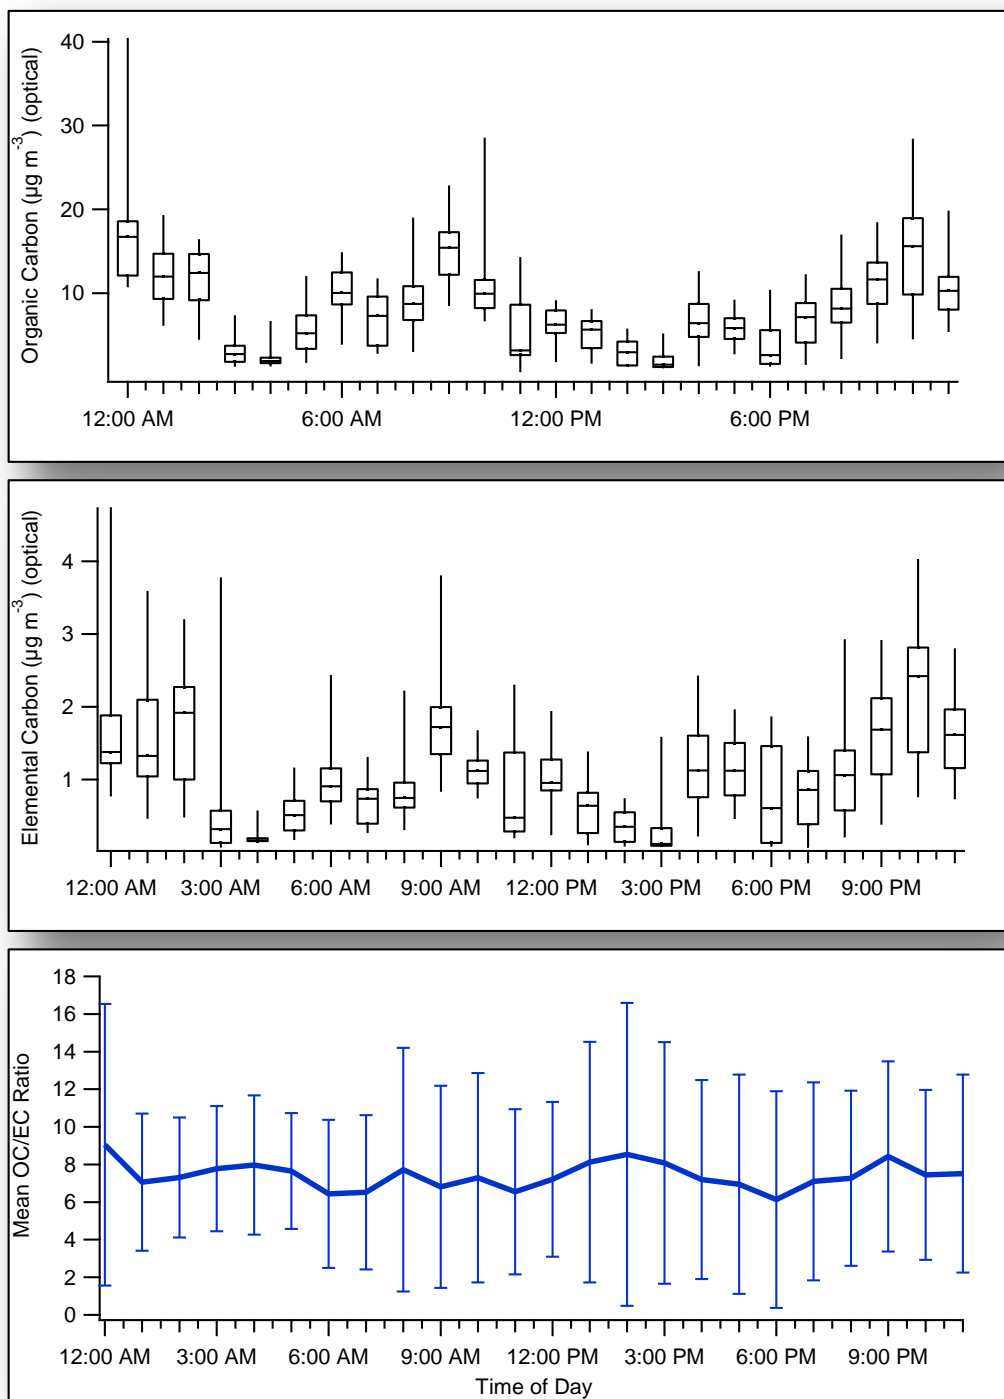 Organic Carbon (µg m⁻³) (optical)
40
30
20
10
12:00 AM 6:00 AM 12:00 PM 6:00 PM
Elemental Carbon (µg m⁻³) (optical)
4
3
2
1
12:00 AM 3:00 AM 6:00 AM 9:00 AM 12:00 PM 3:00 PM 6:00 PM 9:00 PM
Mean OC/EC Ratio
18
16
14
12
10
8
6
4
2
0
12:00 AM 3:00 AM 6:00 AM 9:00 AM 12:00 PM 3:00 PM 6:00 PM 9:00 PM
Time of Day